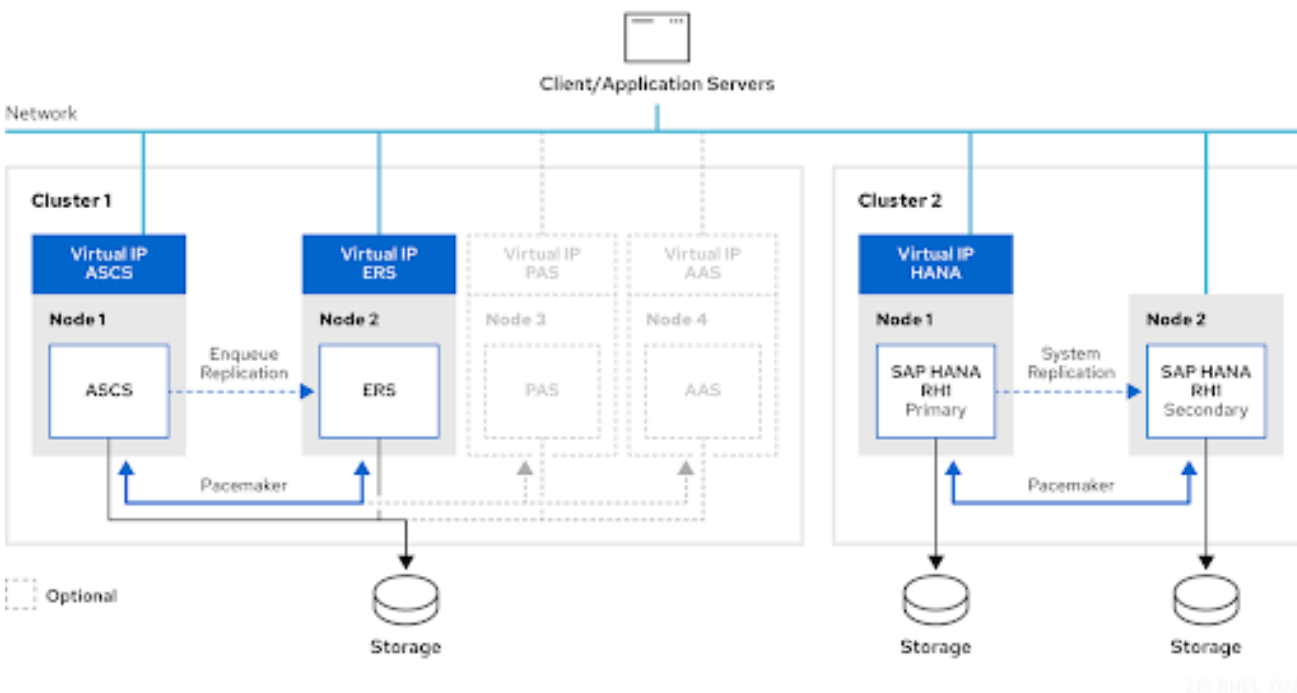 Client/Application Servers
Network
Cluster 1
Cluster 2
Virtual IP
ASCS
Virtual IP
ERS
Virtual IP
PAS
Virtual IP
AAS
Virtual IP
HANA
Node 1
Node 2
Node 3
Node 4
Node 1
Node 2
ASCS
Enqueue
Replication
ERS
PAS
AAS
SAP HANA
RH1
Primary
System
Replication
SAP HANA
RH1
Secondary
Pacemaker
Pacemaker
Optional
Storage
Storage
Storage